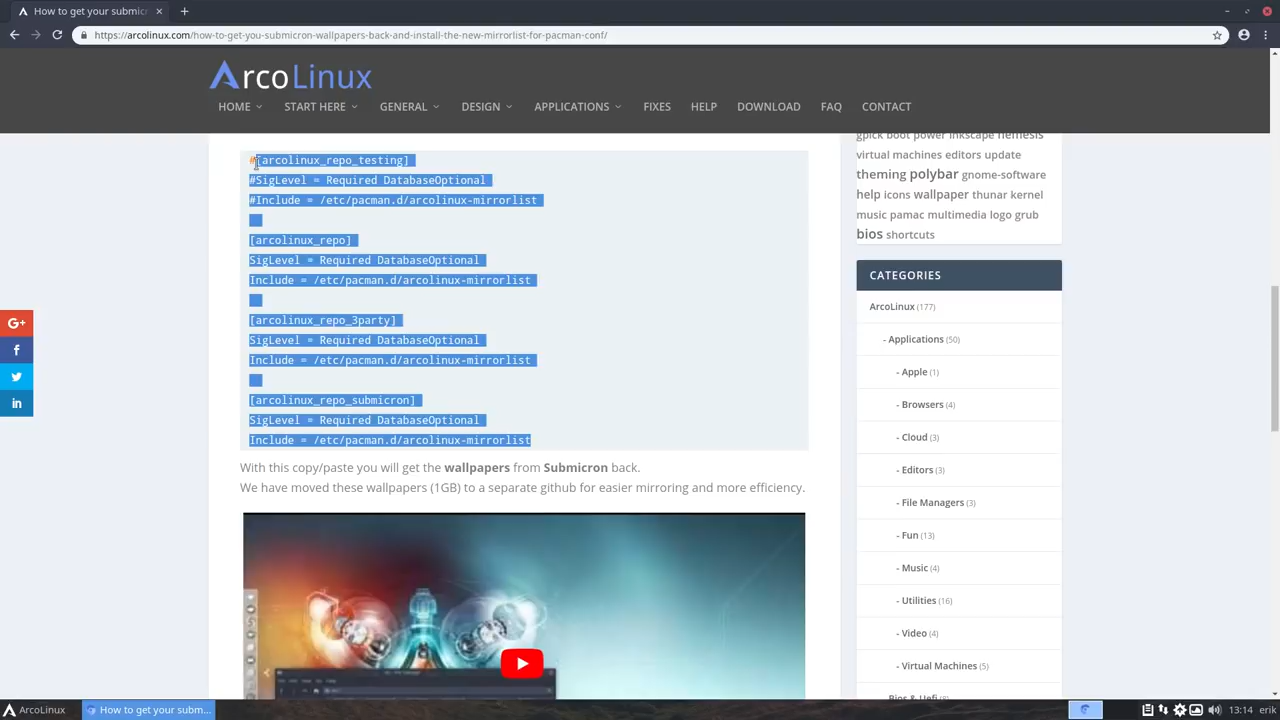 How to get your submicr
https://arcolinux.com/how-to-get-you-submicron-wallpapers-back-and-install-the-new-mirrorlist-for-pacman-conf/
ArcoLinux
HOME START HERE GENERAL DESIGN APPLICATIONS FIXES HELP DOWNLOAD FAQ CONTACT
#[arcolinux_repo_testing]
#SigLevel = Required DatabaseOptional
#Include = /etc/pacman.d/arcolinux-mirrorlist
[arcolinux_repo]
SigLevel = Required DatabaseOptional
Include = /etc/pacman.d/arcolinux-mirrorlist
[arcolinux_repo_3party]
SigLevel = Required DatabaseOptional
Include = /etc/pacman.d/arcolinux-mirrorlist
[arcolinux_repo_submicron]
SigLevel = Required DatabaseOptional
Include = /etc/pacman.d/arcolinux-mirrorlist
With this copy/paste you will get the wallpapers from Submicron back.
We have moved these wallpapers (1GB) to a separate github for easier mirroring and more efficiency.
gpick boot power inkscape nemesis
virtual machines editors update
theming polybar gnome-software
help icons wallpaper thunar kernel
music pamac multimedia logo grub
bios shortcuts
CATEGORIES
ArcoLinux (177)
- Applications (50)
- Apple (1)
- Browsers (4)
- Cloud (3)
- Editors (3)
- File Managers (3)
- Fun (13)
- Music (4)
- Utilities (16)
- Video (4)
- Virtual Machines (5)
- Bios & Uefi
G+
f
in
ArcoLinux
How to get your subm...
13:14 erik